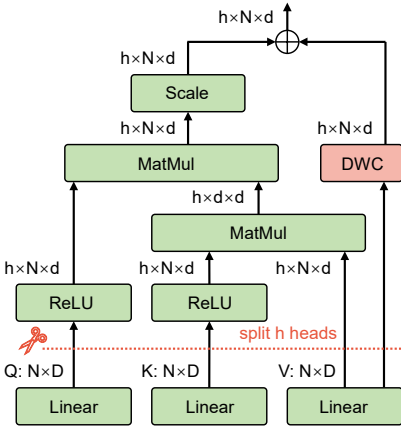 h×N×d
h×N×d
Scale
h×N×d
h×N×d
MatMul
DWC
h×d×d
MatMul
h×N×d
h×N×d
h×N×d
ReLU
ReLU
split h heads
Q: N×D
K: N×D
V: N×D
Linear
Linear
Linear